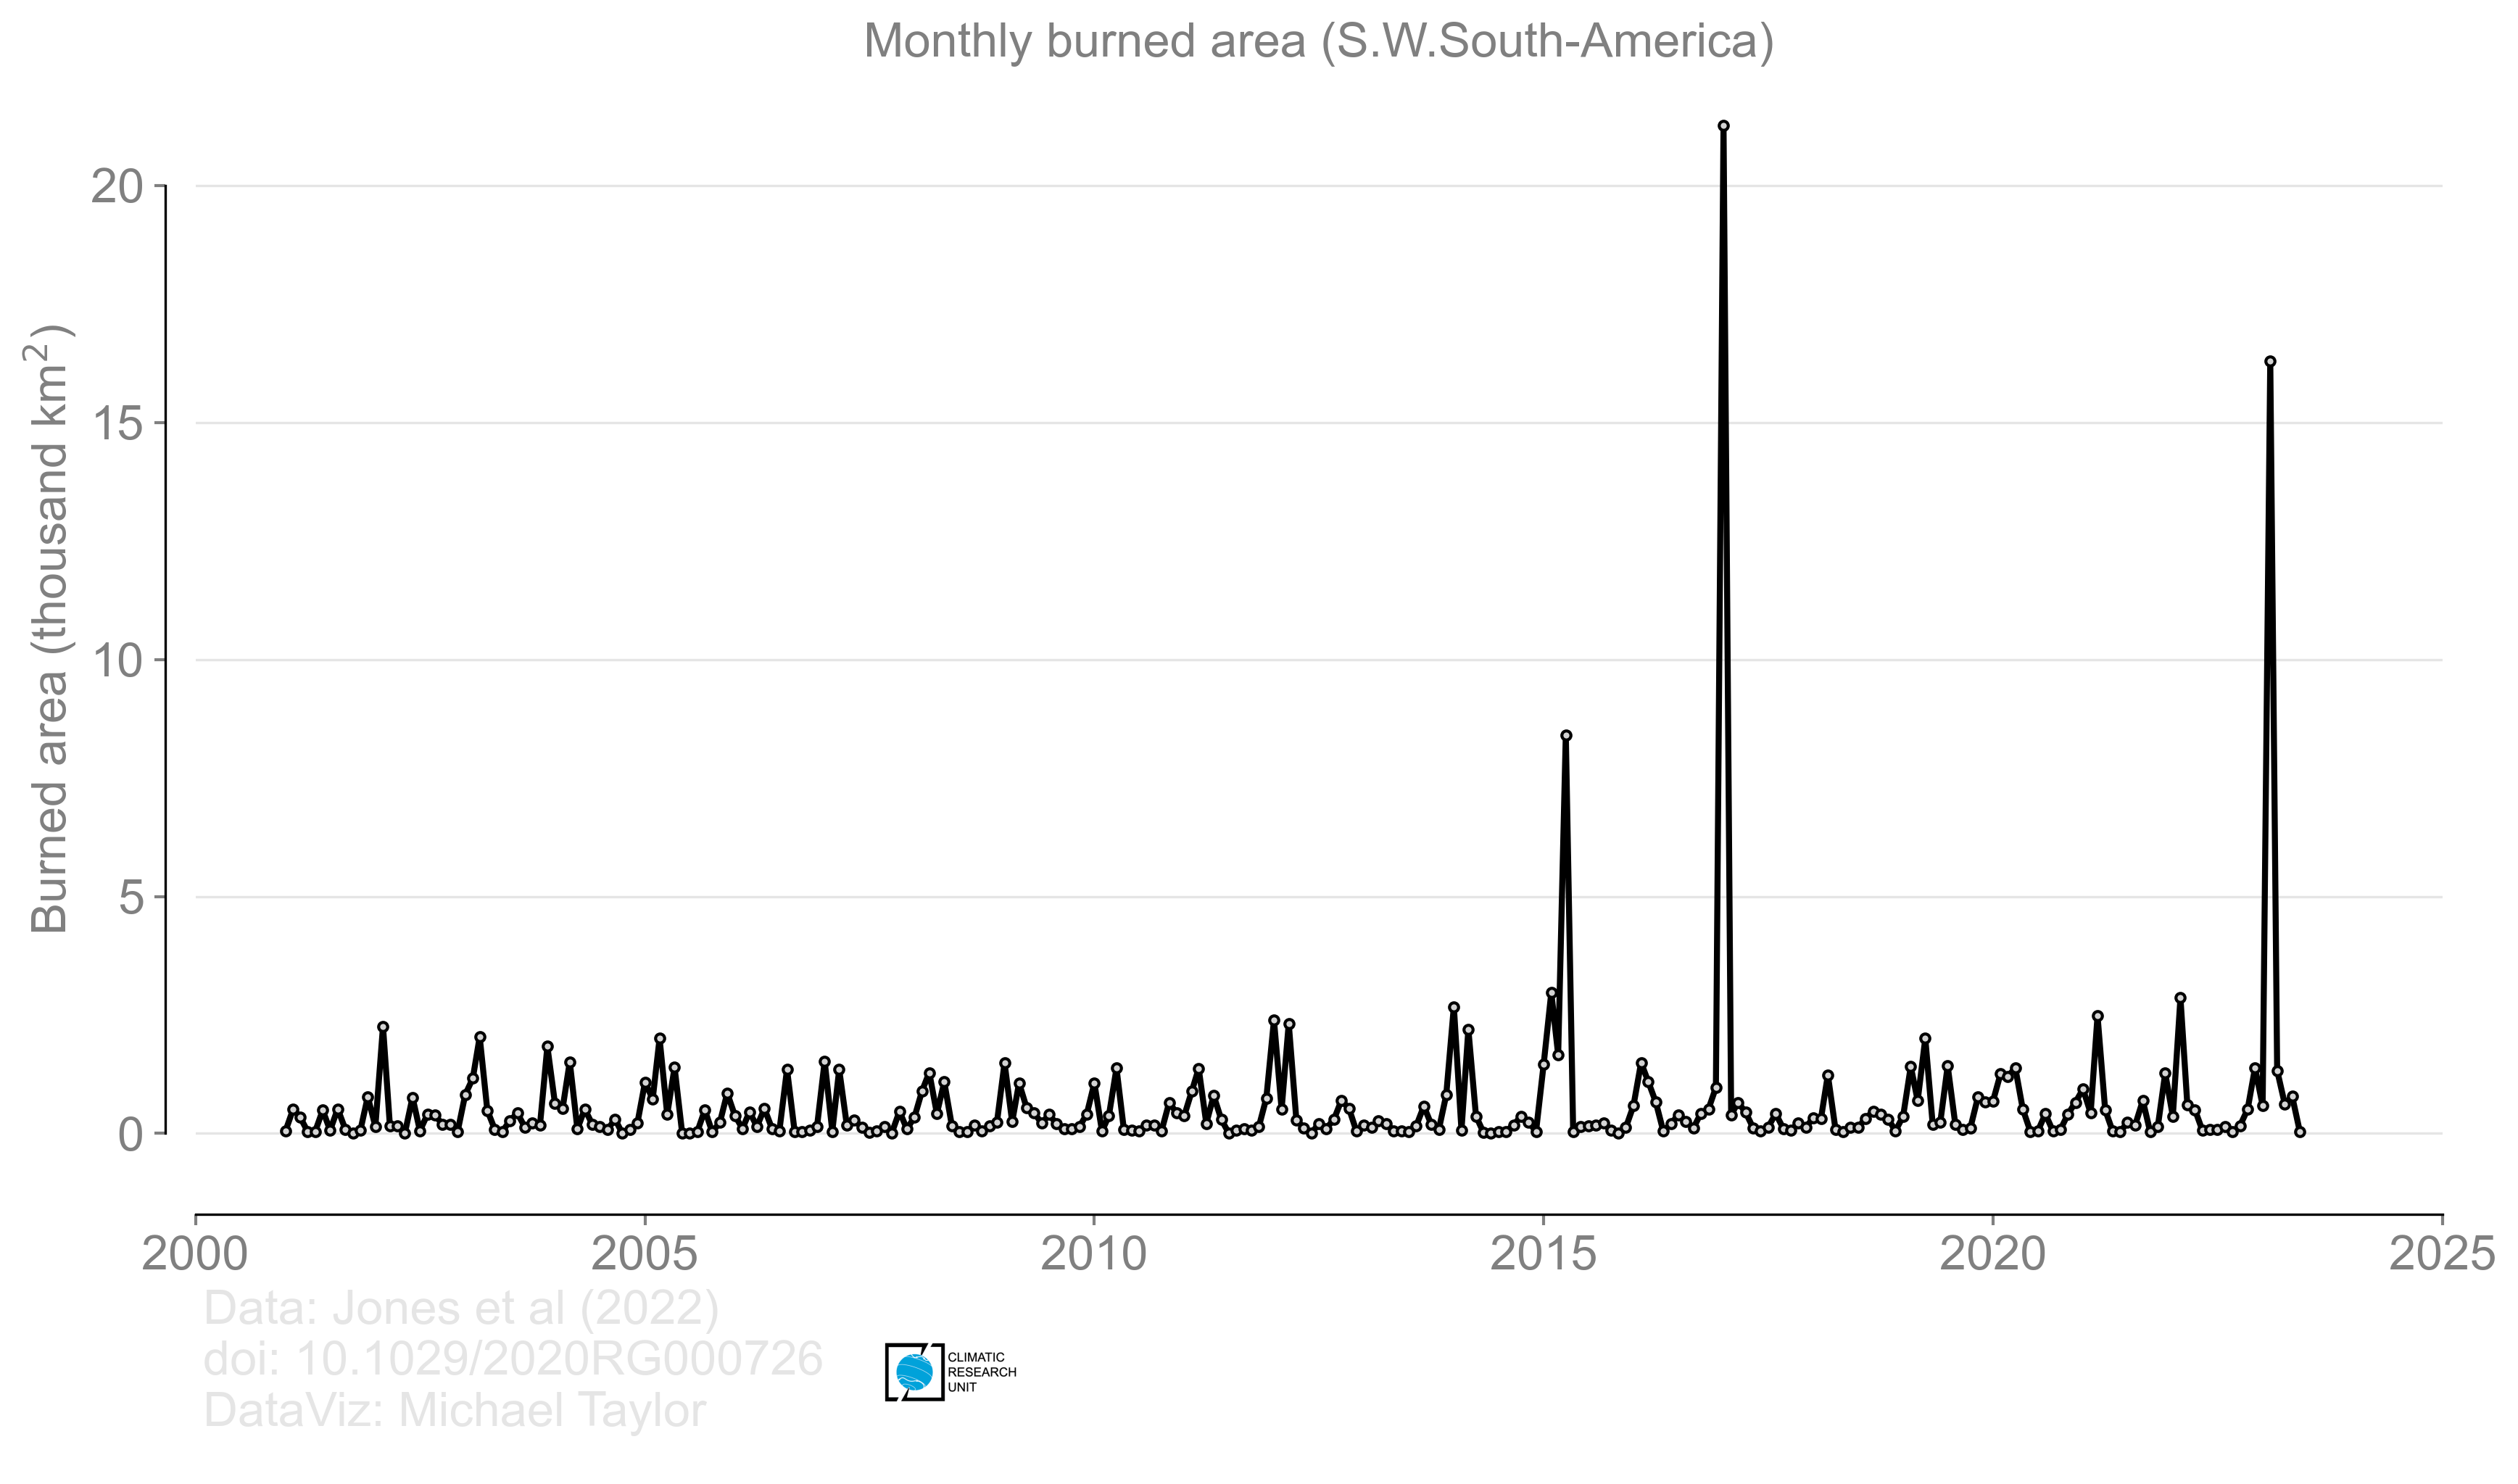 Monthly burned area (S.W.South-America)
Burned area (thousand km²)
20
15
10
5
0
2000
2005
2010
2015
2020
2025
Data: Jones et al (2022)
doi: 10.1029/2020RG000726
DataViz: Michael Taylor
CLIMATIC
RESEARCH
UNIT